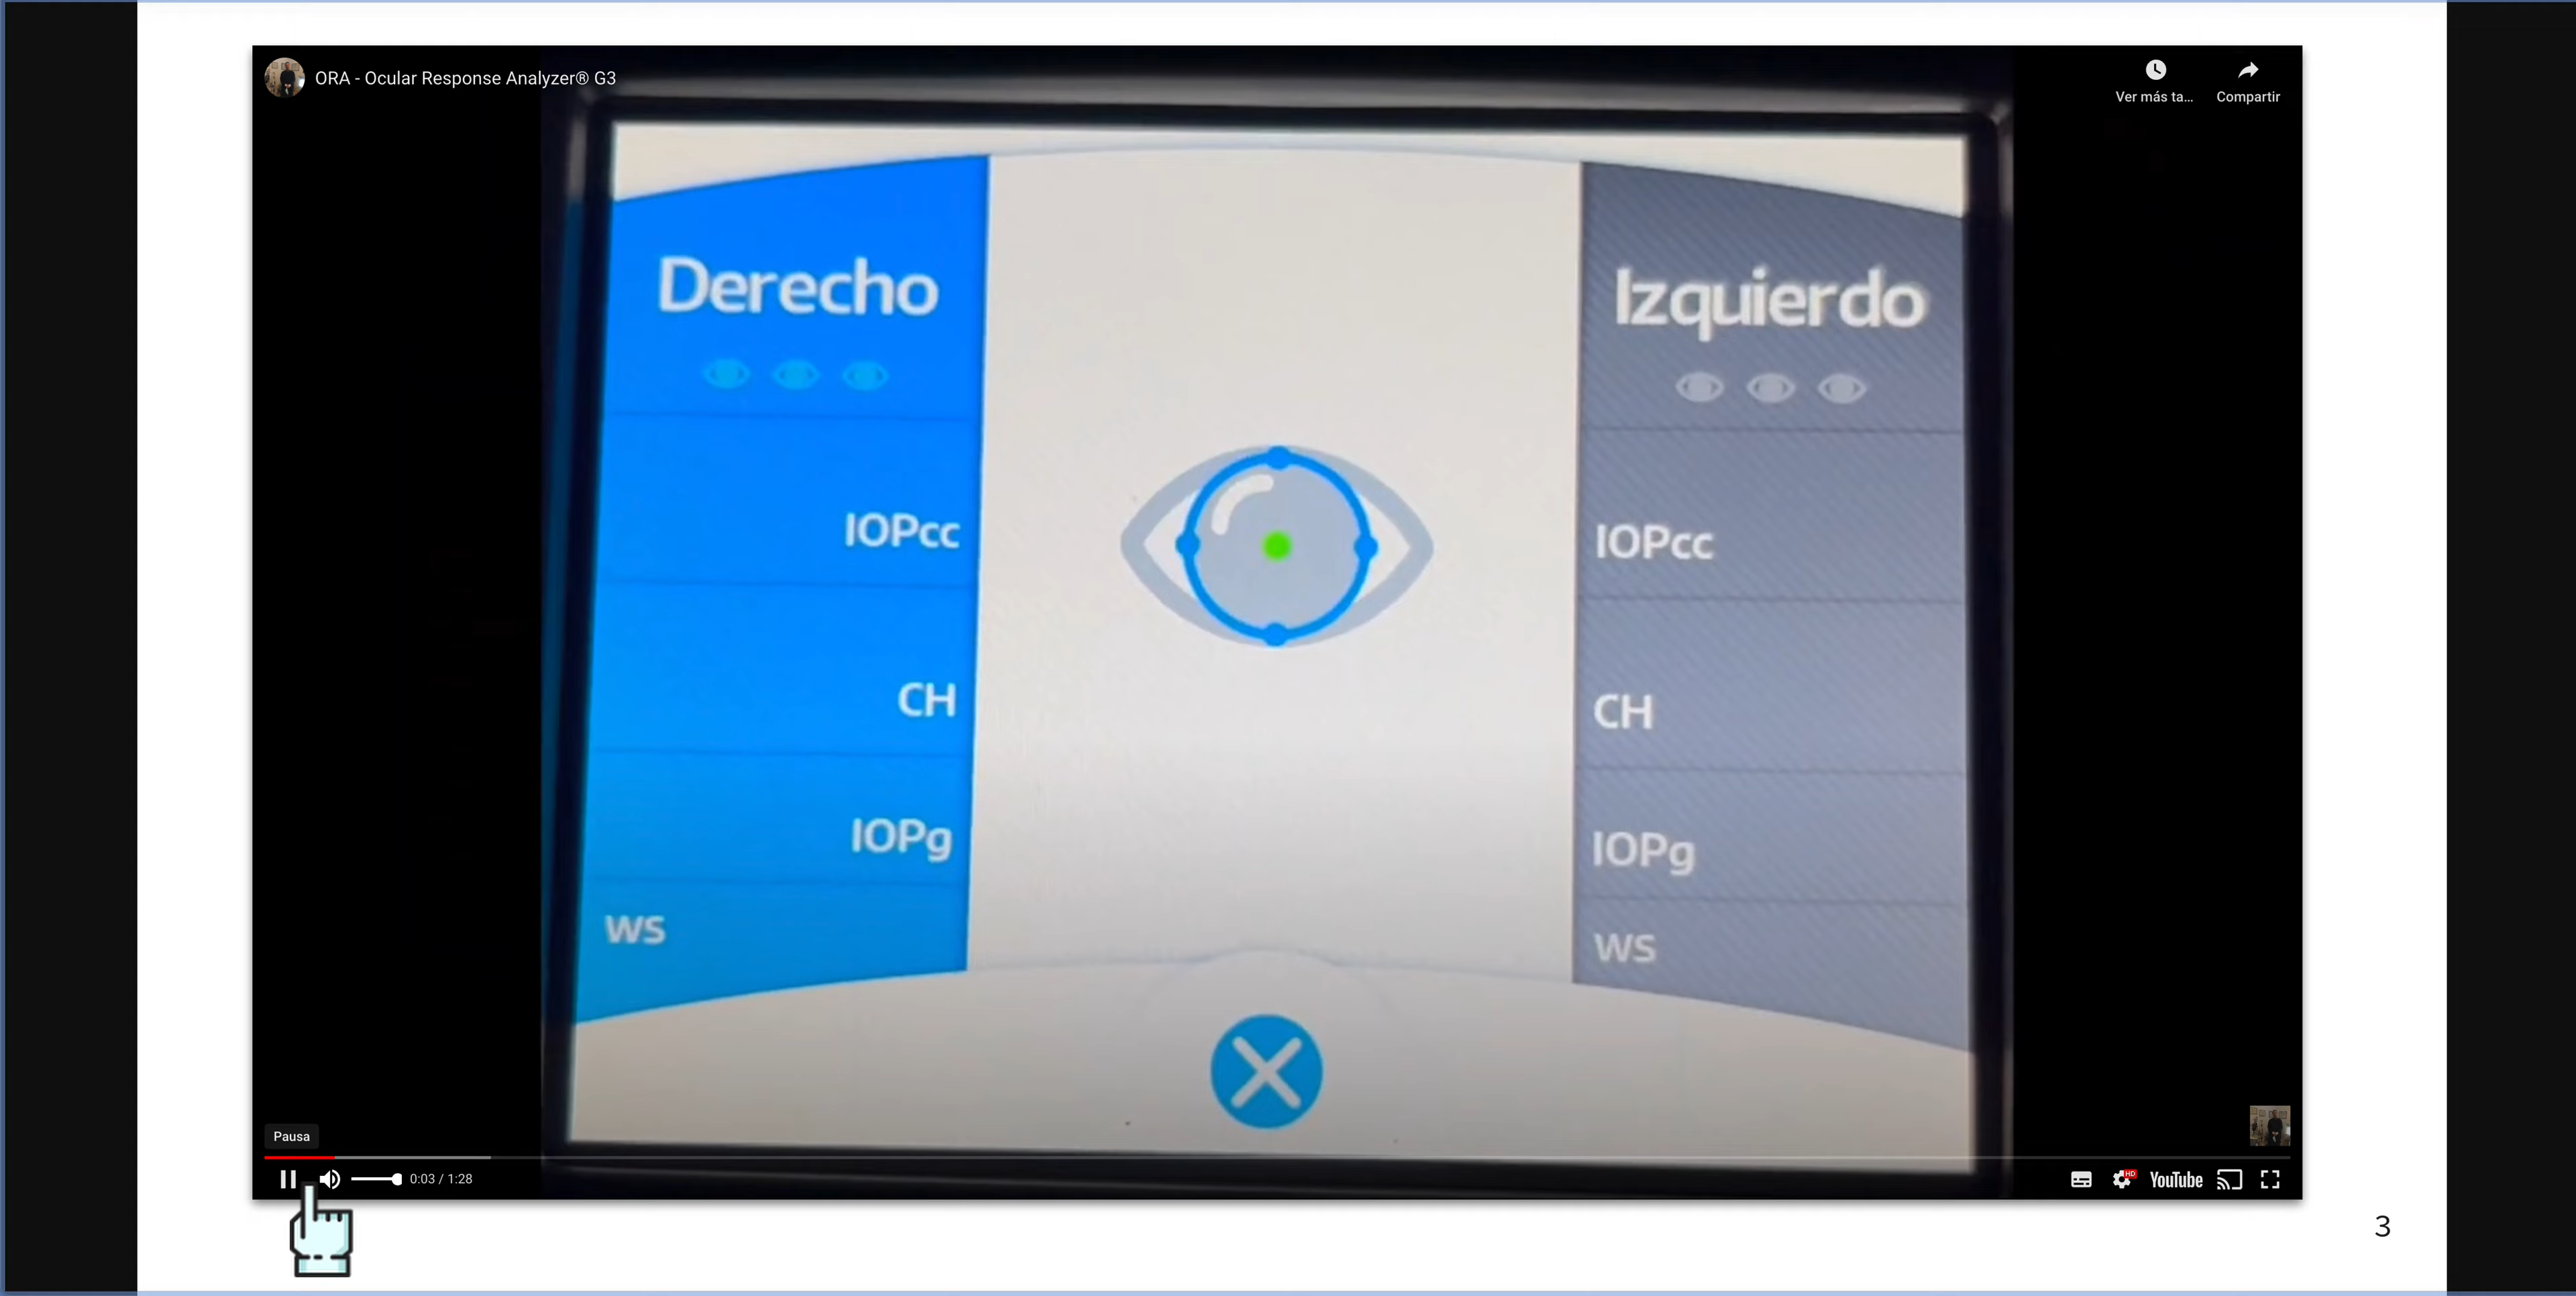 ORA - Ocular Response Analyzer® G3
Ver más ta...
Compartir
Derecho
IOPcc
CH
IOPg
WS
Izquierdo
IOPcc
CH
IOPg
WS
Pausa
0:03 / 1:28
HD
YouTube
3